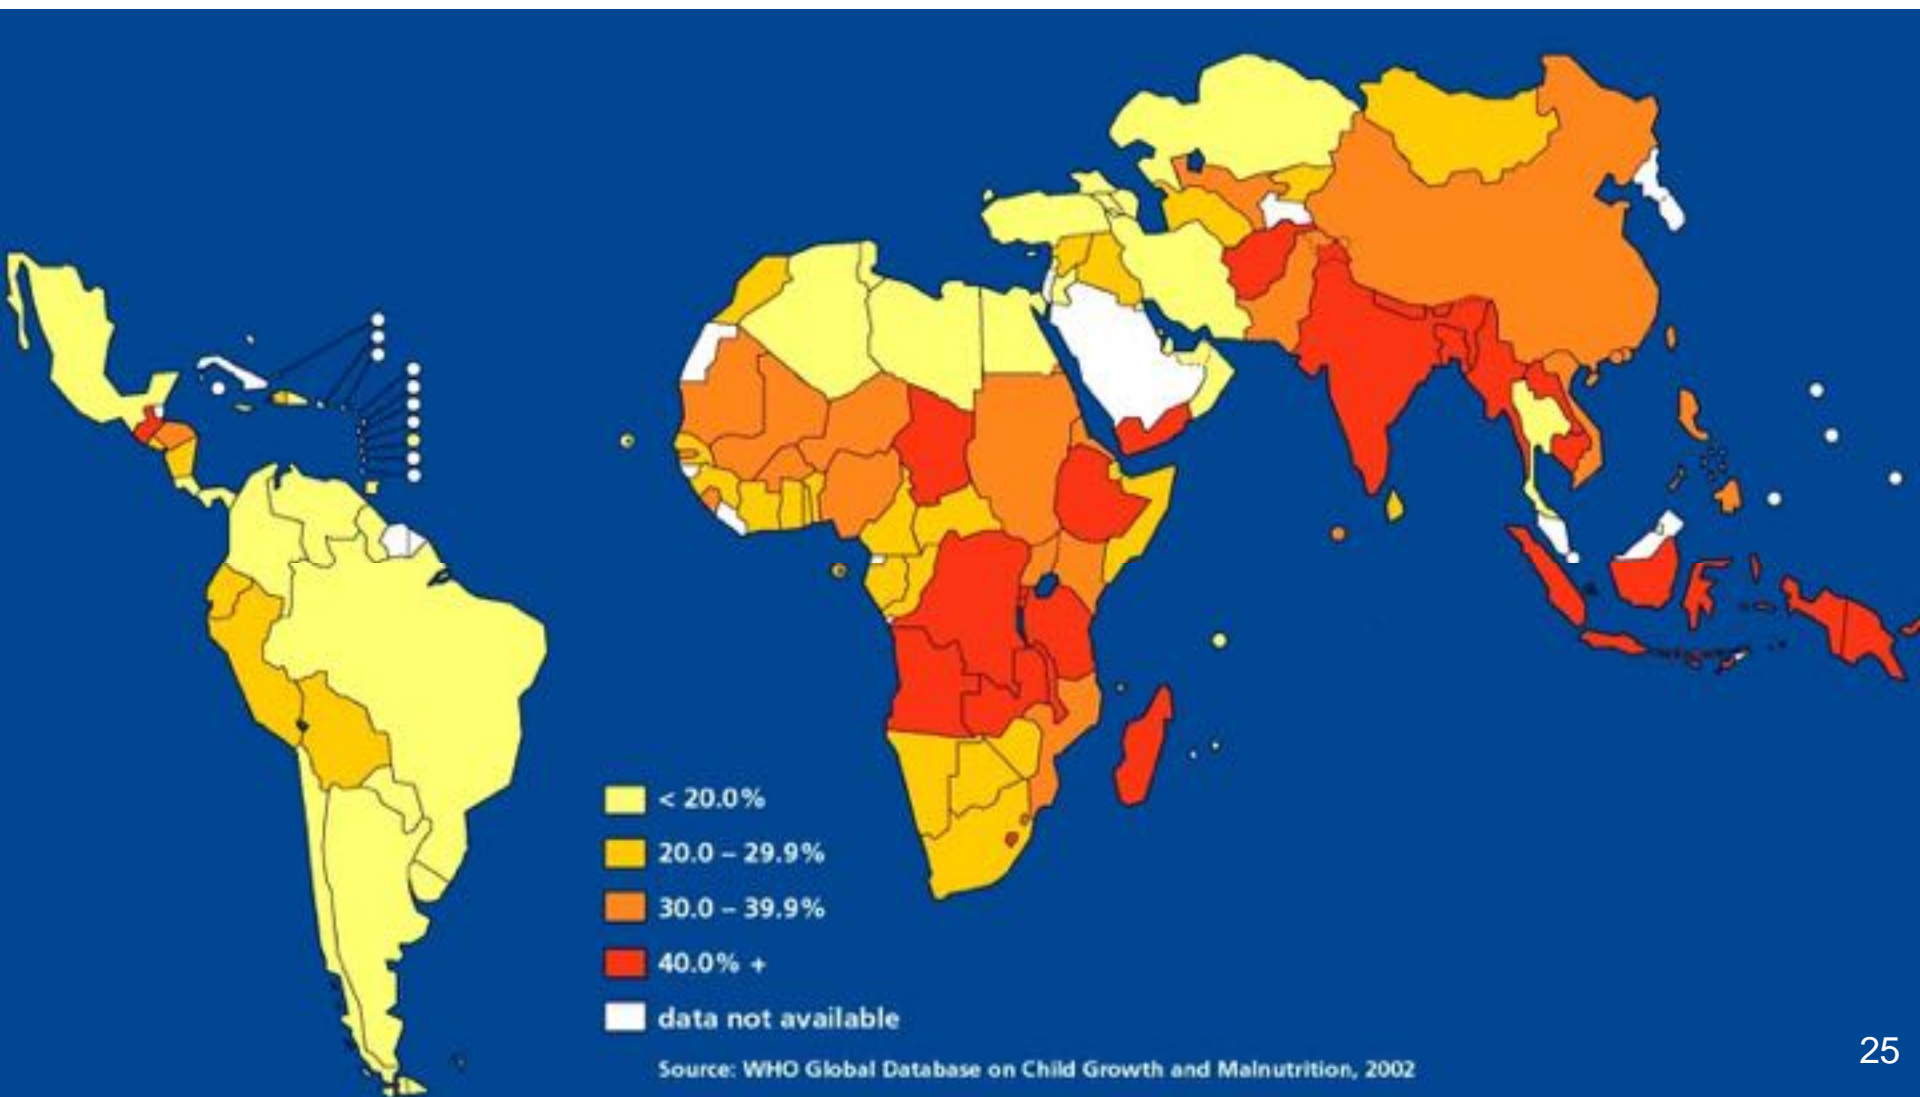 < 20.0%
20.0 – 29.9%
30.0 – 39.9%
40.0% +
data not available
Source: WHO Global Database on Child Growth and Malnutrition, 2002
25